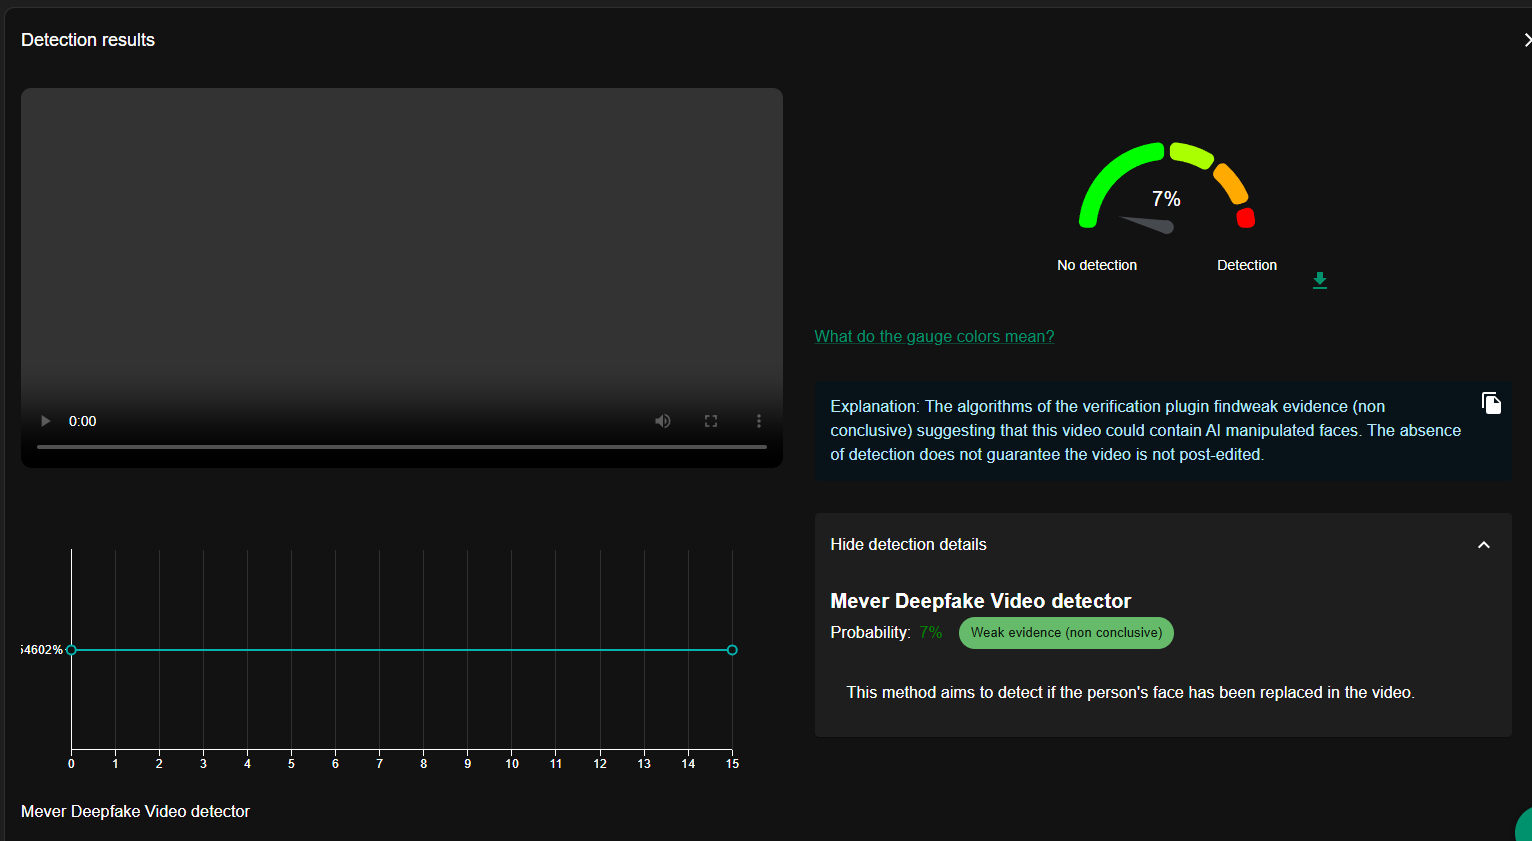 Detection results
0:00
7%
No detection
Detection
What do the gauge colors mean?
Explanation: The algorithms of the verification plugin findweak evidence (non
conclusive) suggesting that this video could contain AI manipulated faces. The absence
of detection does not guarantee the video is not post-edited.
Hide detection details
Mever Deepfake Video detector
Probability: 7% Weak evidence (non conclusive)
This method aims to detect if the person's face has been replaced in the video.
0 1 2 3 4 5 6 7 8 9 10 11 12 13 14 15
Mever Deepfake Video detector